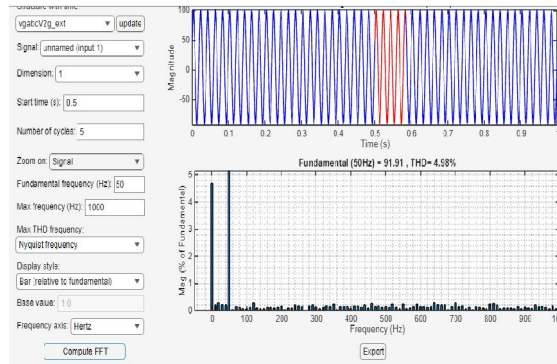 Structure with time:
vgabcV2g_ext
update
Signal: unnamed (input 1)
Dimension: 1
Start time (s): 0.5
Number of cycles: 5
Zoom on: Signal
Fundamental frequency (Hz): 50
Max frequency (Hz): 1000
Max THD frequency:
Nyquist frequency
Display style:
Bar (relative to fundamental)
Base value: 1.0
Frequency axis: Hertz
Compute FFT
100
50
0
-50
Magnitude
0 0.1 0.2 0.3 0.4 0.5 0.6 0.7 0.8 0.9
Time (s)
Fundamental (50Hz) = 91.91 , THD= 4.98%
5
4
3
2
1
0
Mag (% of Fundamental)
0 100 200 300 400 500 600 700 800 900
Frequency (Hz)
Export